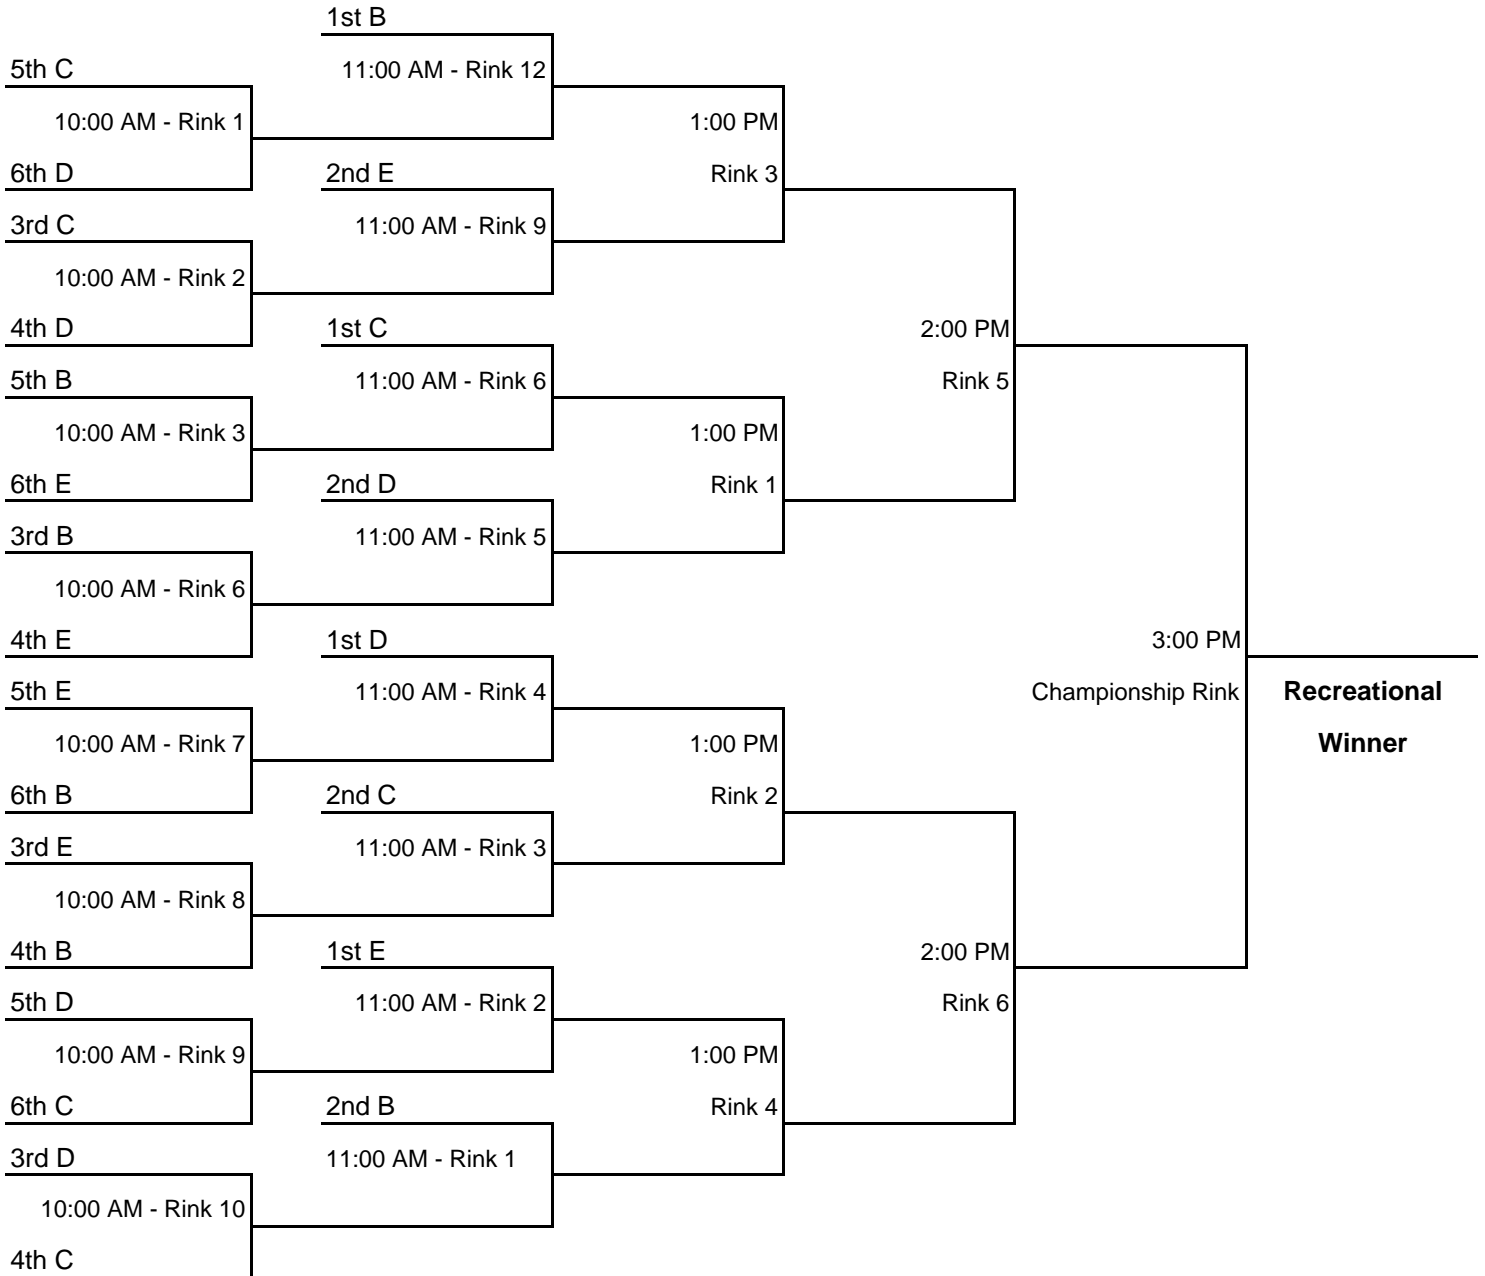 1st B
5th C
11:00 AM - Rink 12
10:00 AM - Rink 1
1:00 PM
6th D
2nd E
Rink 3
3rd C
11:00 AM - Rink 9
10:00 AM - Rink 2
4th D
1st C
2:00 PM
5th B
11:00 AM - Rink 6
Rink 5
10:00 AM - Rink 3
1:00 PM
6th E
2nd D
Rink 1
3rd B
11:00 AM - Rink 5
10:00 AM - Rink 6
4th E
1st D
3:00 PM
5th E
11:00 AM - Rink 4
Championship Rink
Recreational
10:00 AM - Rink 7
1:00 PM
Winner
6th B
2nd C
Rink 2
3rd E
11:00 AM - Rink 3
10:00 AM - Rink 8
4th B
1st E
2:00 PM
5th D
11:00 AM - Rink 2
Rink 6
10:00 AM - Rink 9
1:00 PM
6th C
2nd B
Rink 4
3rd D
11:00 AM - Rink 1
10:00 AM - Rink 10
4th C